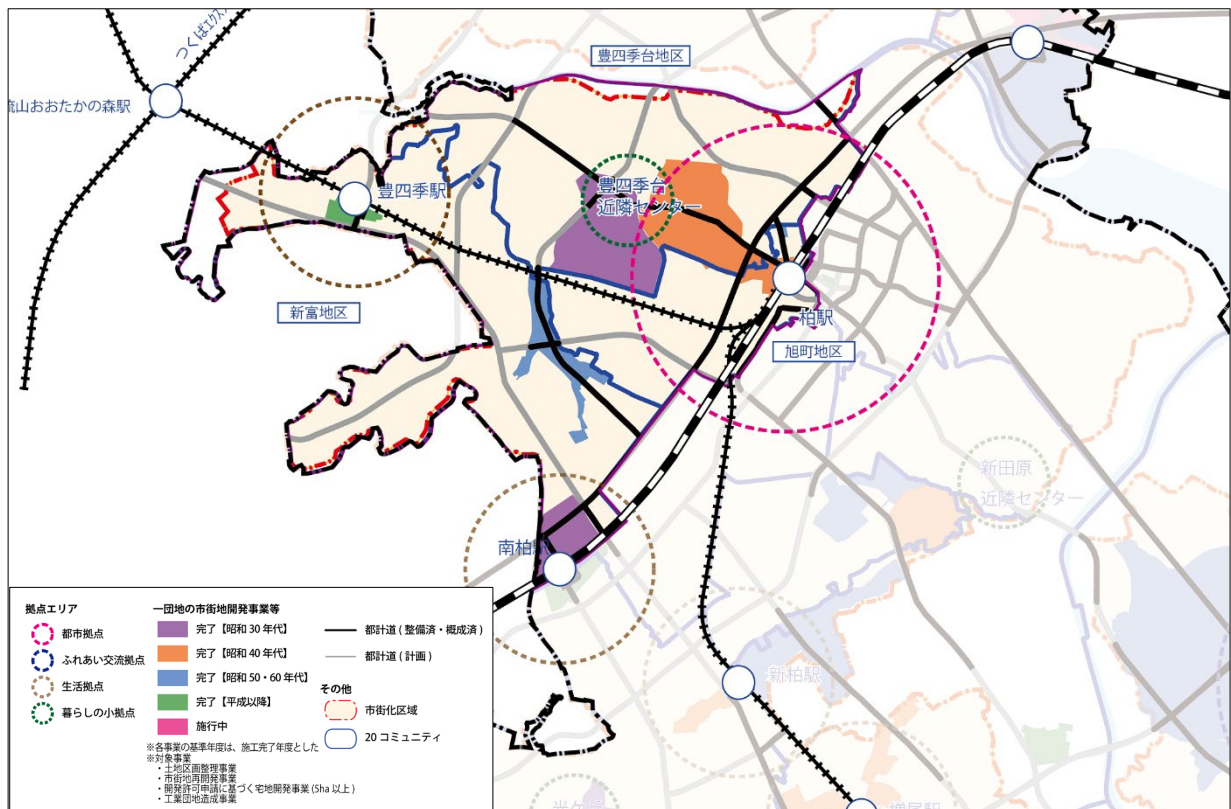 つくばエクスプ
豊四季台地区
流山おおたかの森駅
豊四季駅
豊四季台
近隣センター
新富地区
柏駅
旭町地区
新田原
近隣センター
南柏駅
新柏駅
増尾駅
拠点エリア
都市拠点
ふれあい交流拠点
生活拠点
暮らしの小拠点
一団地の市街地開発事業等
完了【昭和 30 年代】
完了【昭和 40 年代】
完了【昭和 50・60 年代】
完了【平成以降】
施行中
※各事業の基準年度は、施工完了年度とした
※対象事業
・土地区画整理事業
・市街地再開発事業
・開発許可申請に基づく宅地開発事業 (5ha 以上 )
・工業団地造成事業
都計道 ( 整備済・概成済 )
都計道 ( 計画 )
その他
市街化区域
20 コミュニティ